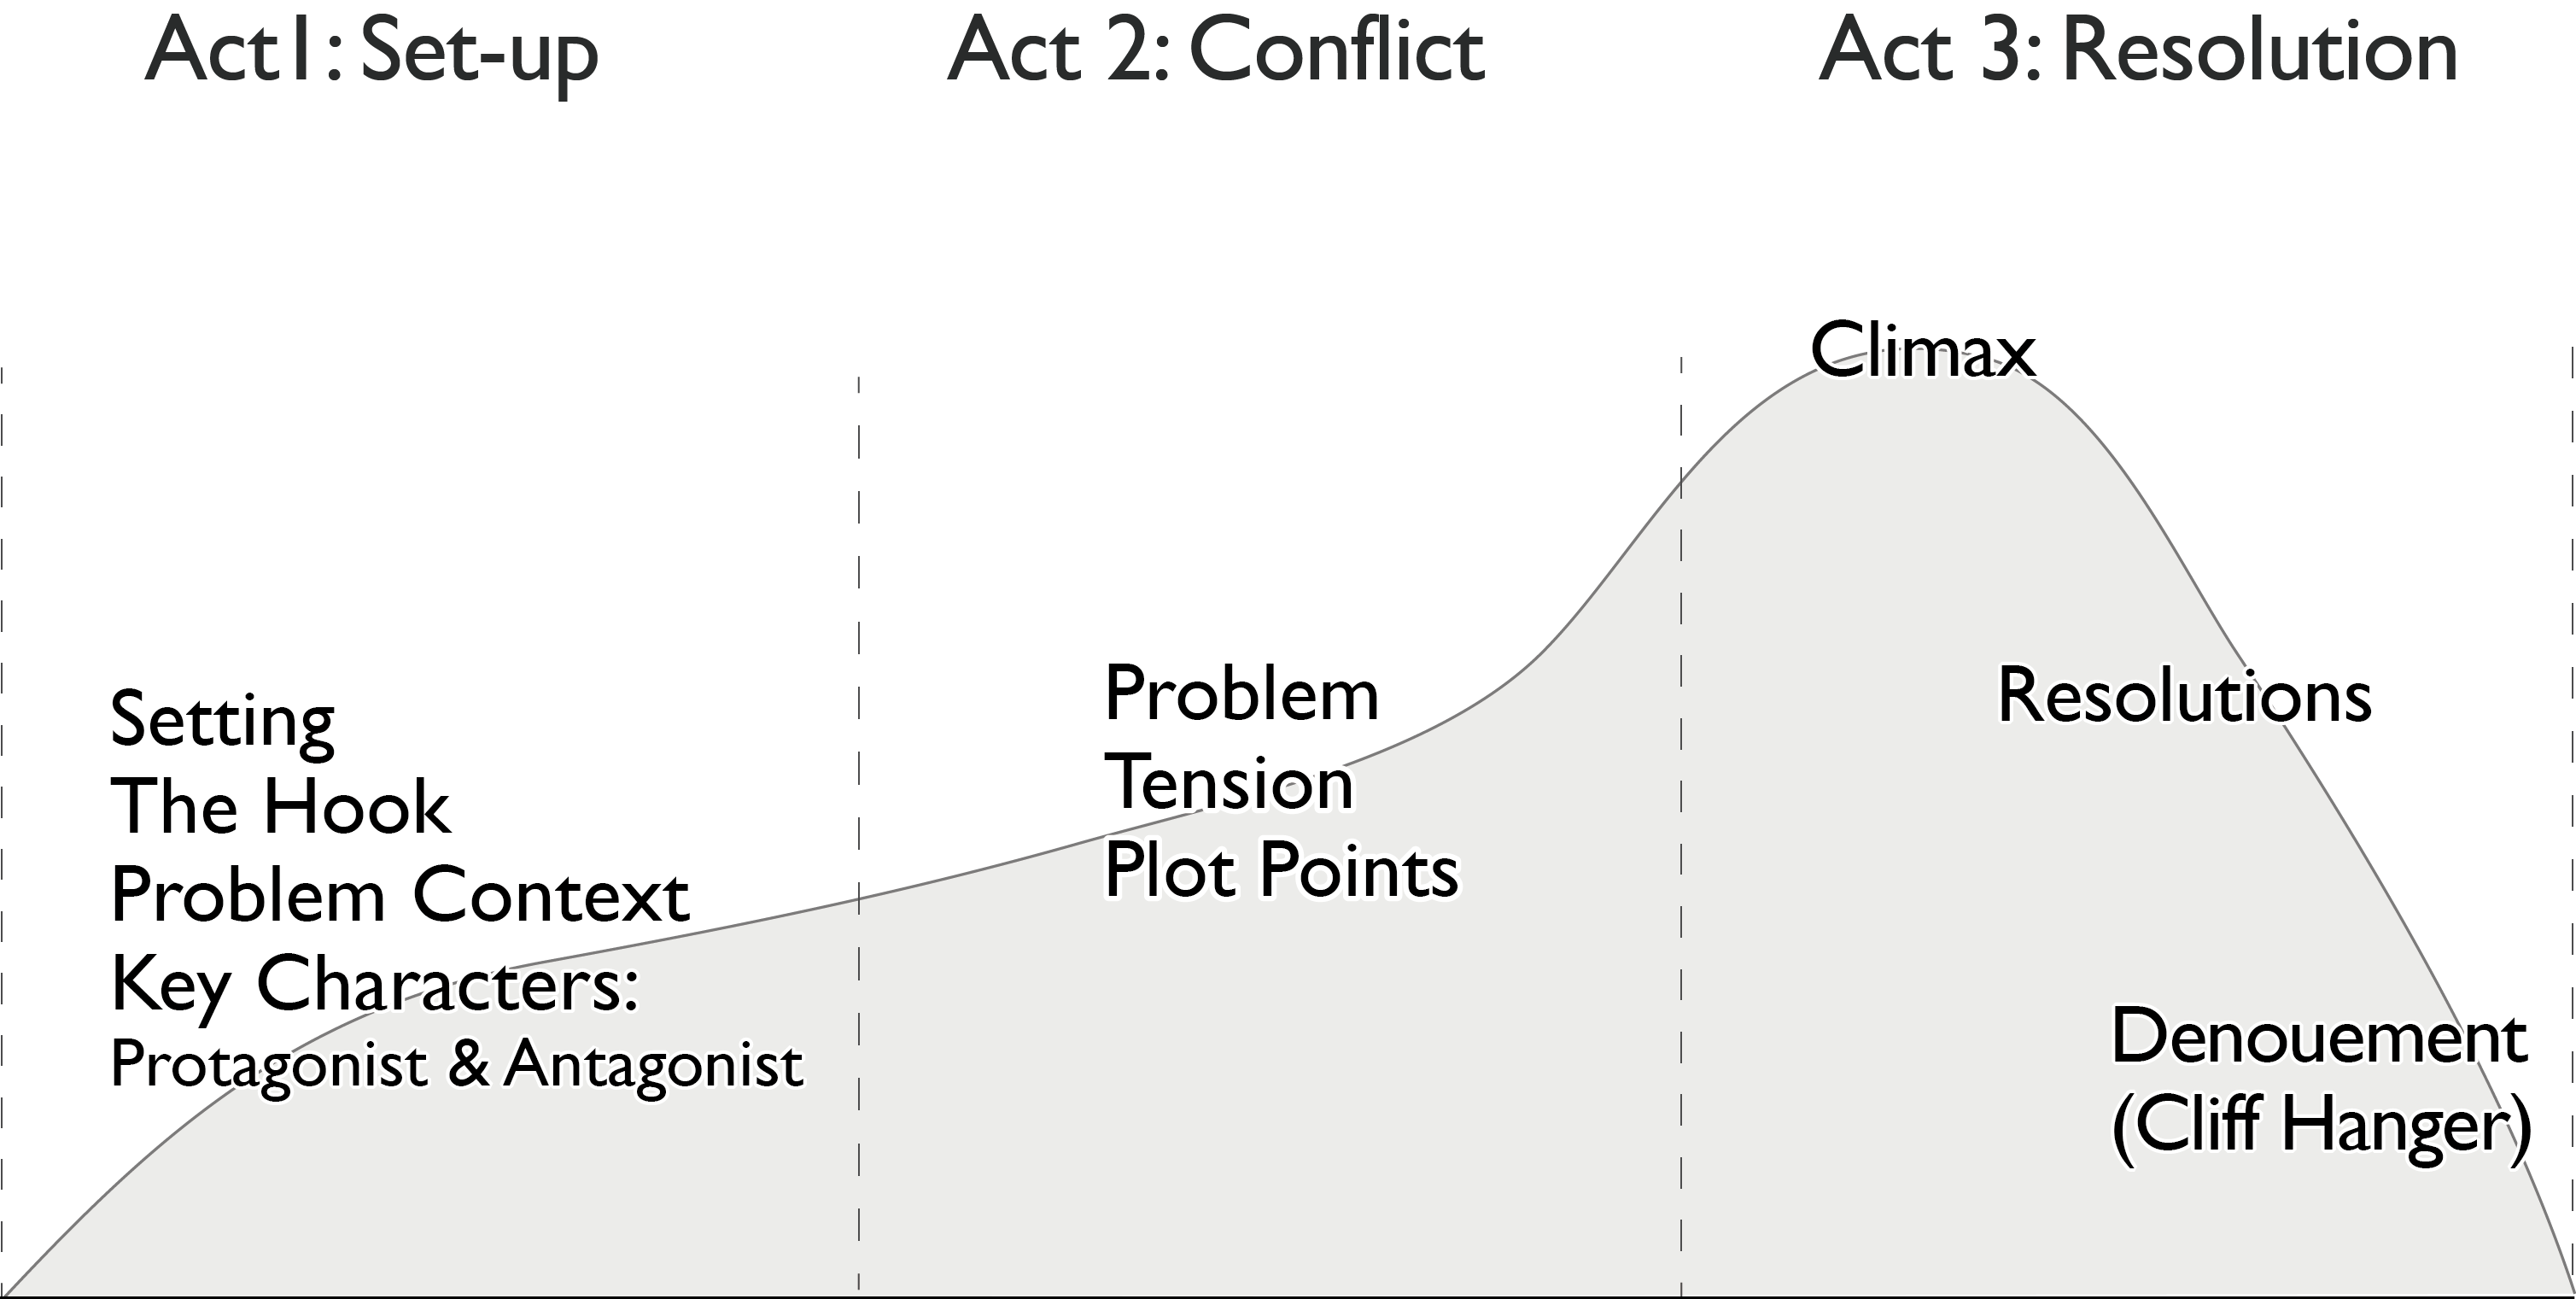 Act1: Set-up
Act 2: Conflict
Act 3: Resolution
Setting
The Hook
Problem Context
Key Characters:
Protagonist & Antagonist
Problem
Tension
Plot Points
Climax
Resolutions
Denouement
(Cliff Hanger)